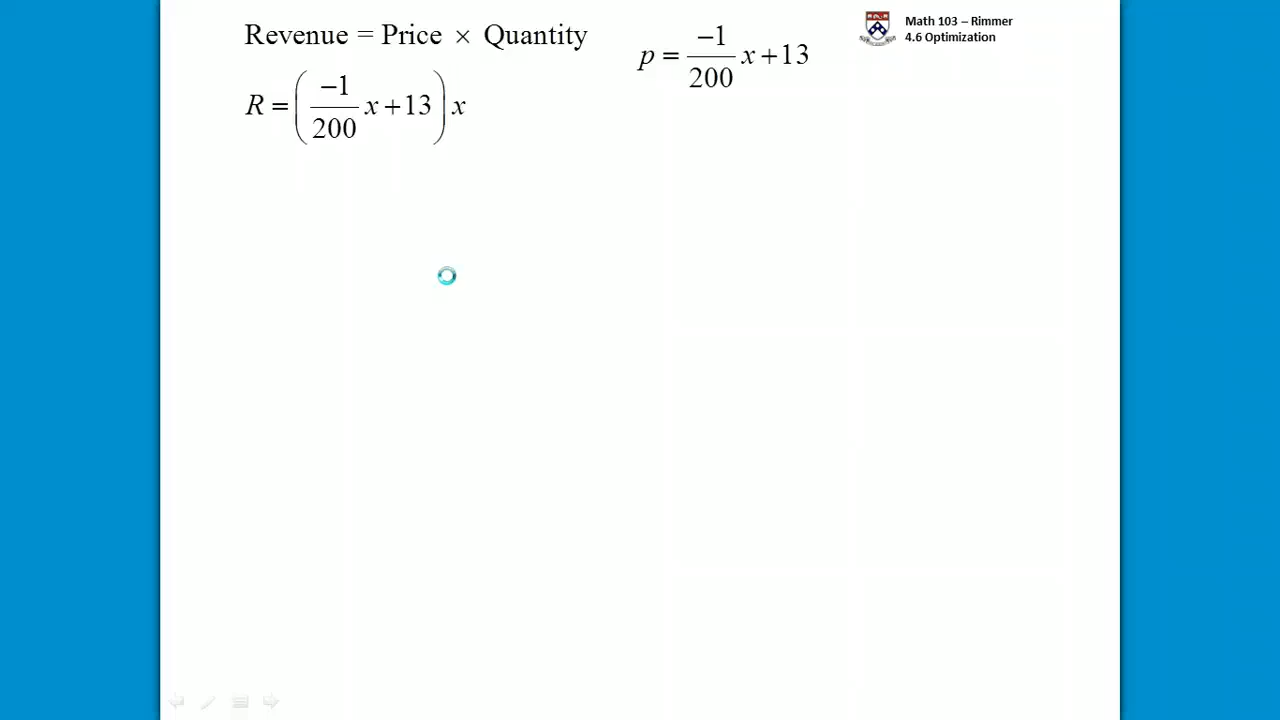 Revenue = Price × Quantity
p = −1/200 x + 13
Math 103 – Rimmer
4.6 Optimization
R = (−1/200 x + 13) x